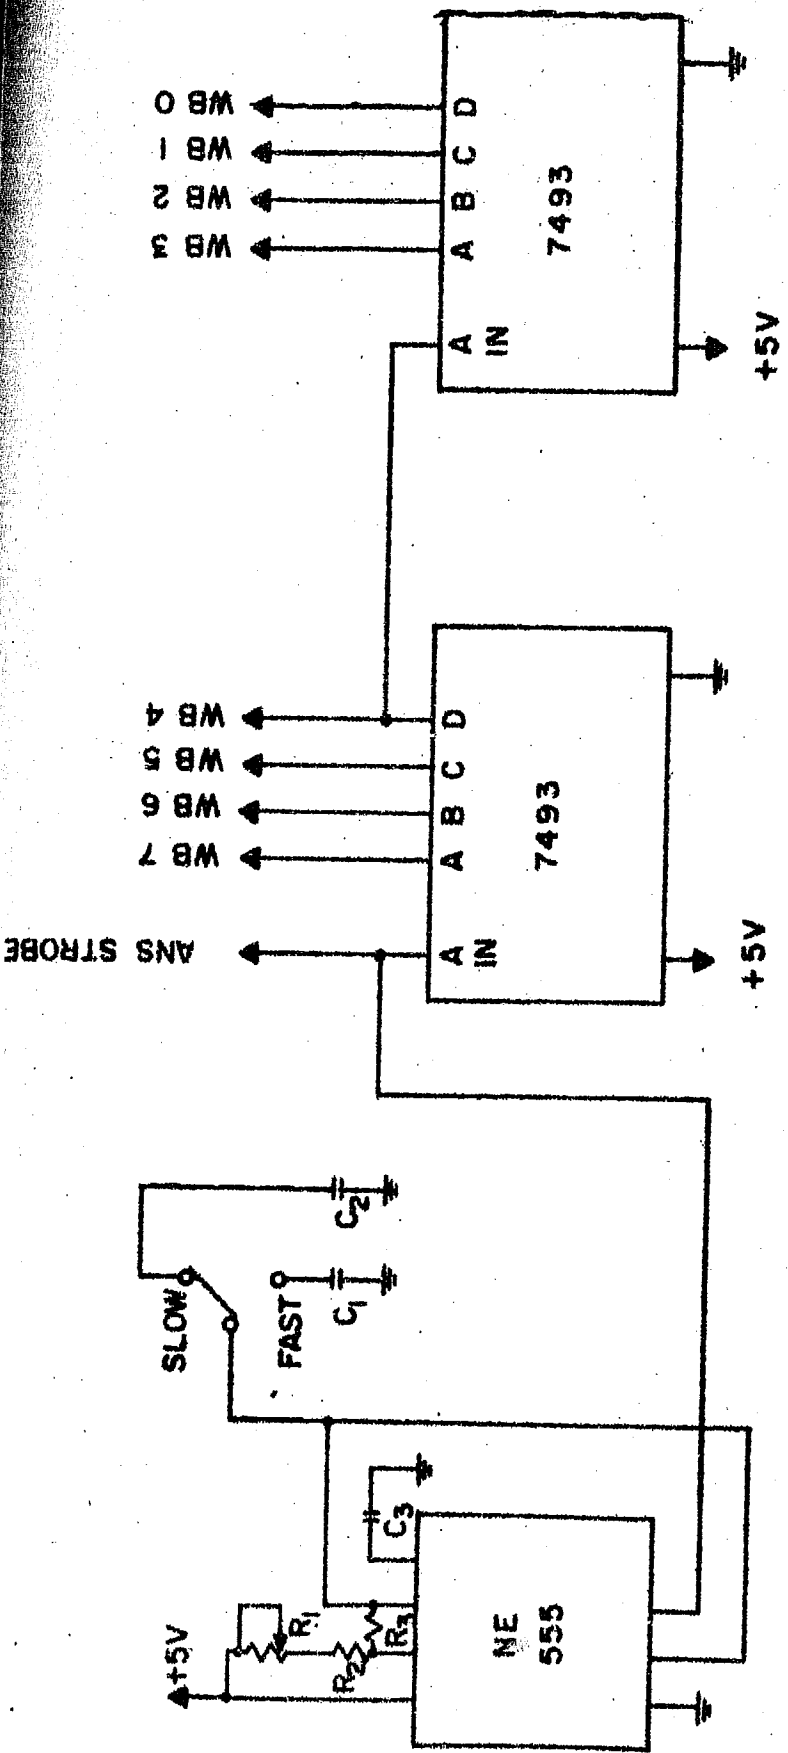 ANS STROBE
WB 7
WB 6
WB 5
WB 4
WB 3
WB 2
WB 1
WB 0
+5V
SLOW
FAST
R1
R2
R3
C3
C1
C2
A
IN
A
B
C
D
A
IN
A
B
C
D
NE
555
7493
7493
+5V
+5V